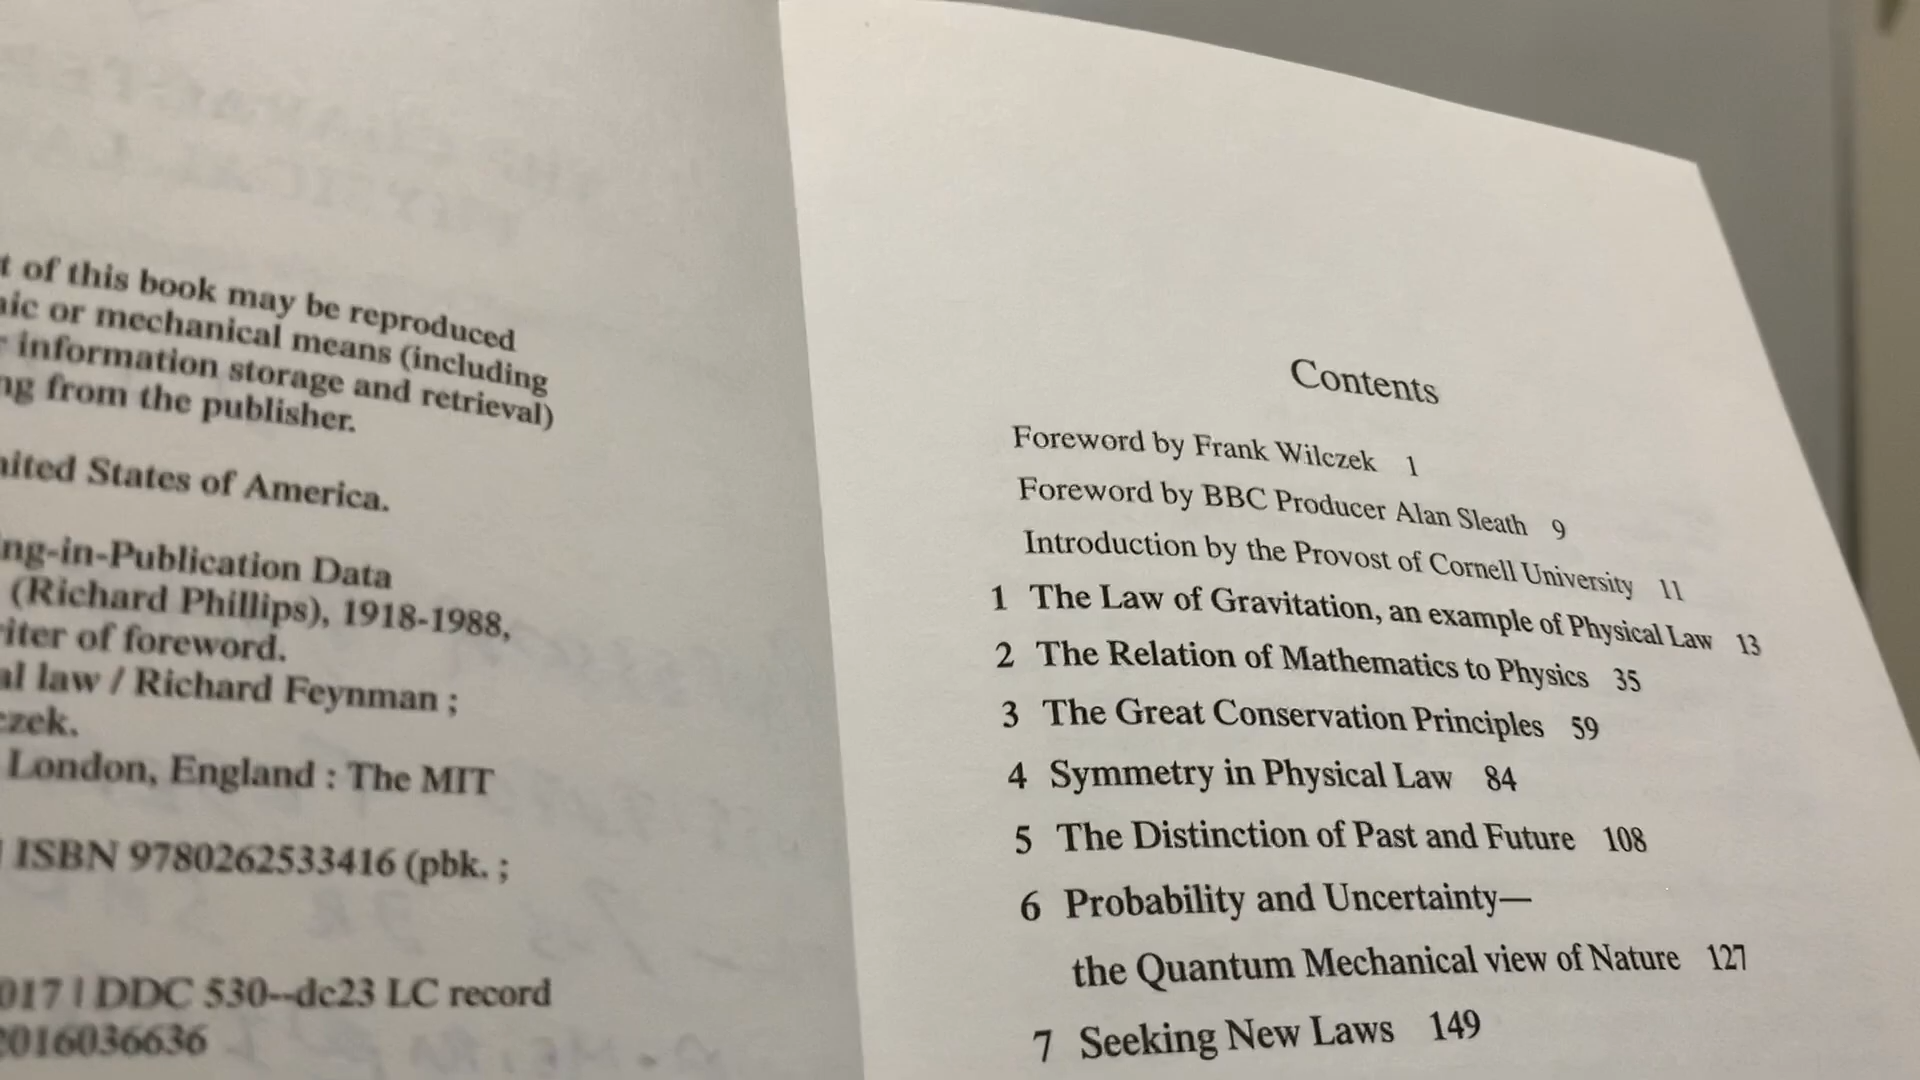 t of this book may be reproduced
nic or mechanical means (including
information storage and retrieval)
ng from the publisher.
nited States of America.
ng-in-Publication Data
(Richard Phillips), 1918-1988,
iter of foreword.
al law / Richard Feynman ;
czek.
London, England : The MIT
ISBN 9780262533416 (pbk. ;
017 | DDC 530--dc23 LC record
2016036636
Contents
Foreword by Frank Wilczek 1
Foreword by BBC Producer Alan Sleath 9
Introduction by the Provost of Cornell University 11
1 The Law of Gravitation, an example of Physical Law 13
2 The Relation of Mathematics to Physics 35
3 The Great Conservation Principles 59
4 Symmetry in Physical Law 84
5 The Distinction of Past and Future 108
6 Probability and Uncertainty—
the Quantum Mechanical view of Nature 127
7 Seeking New Laws 149